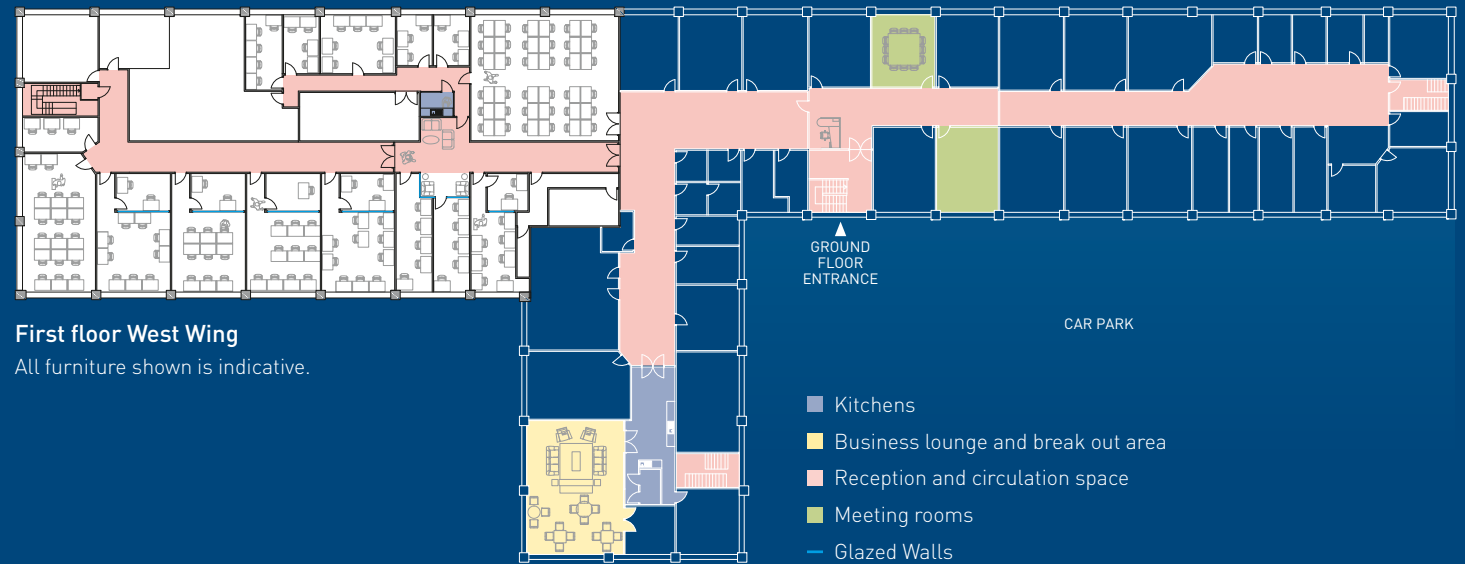 GROUND
FLOOR
ENTRANCE
First floor West Wing
All furniture shown is indicative.
CAR PARK
Kitchens
Business lounge and break out area
Reception and circulation space
Meeting rooms
Glazed Walls